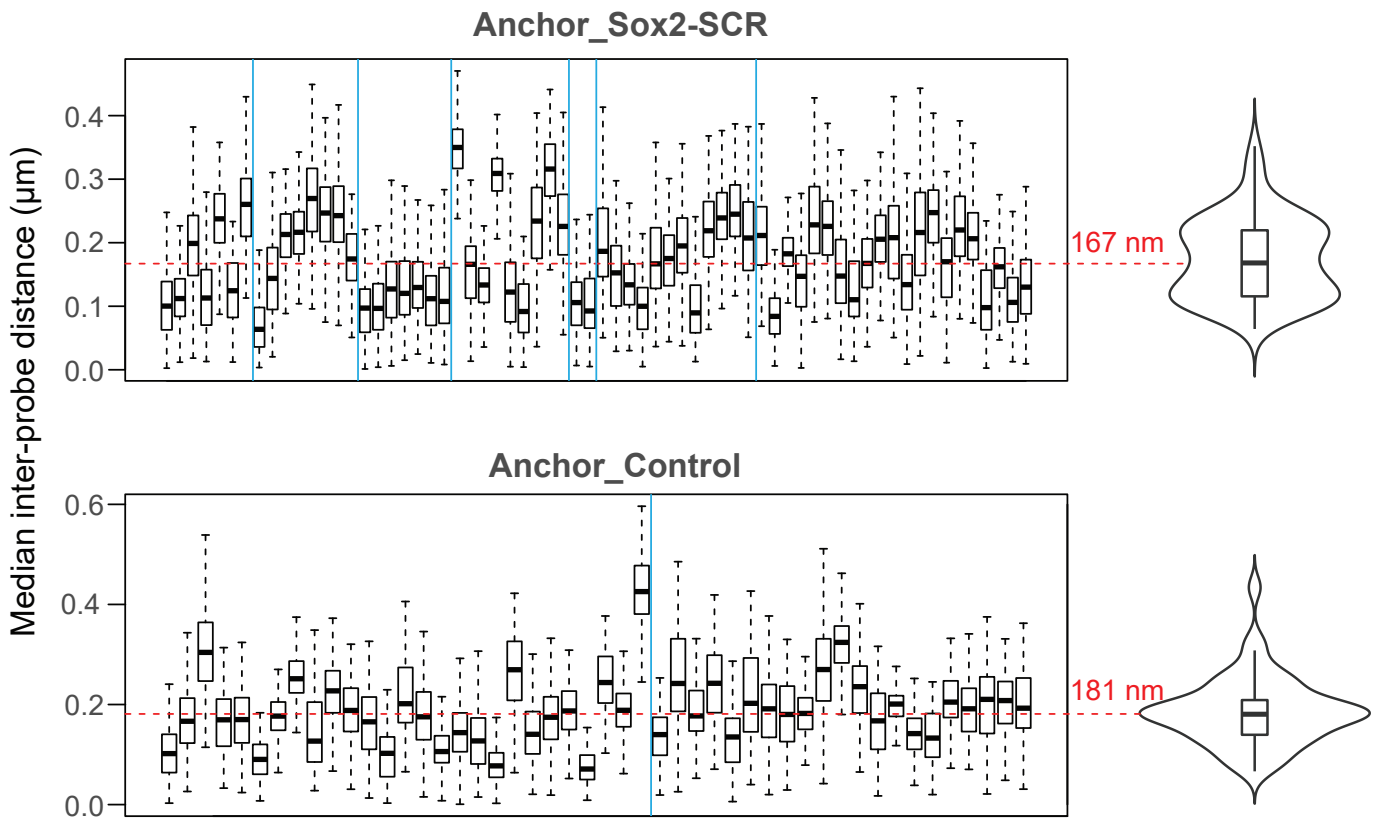 Anchor_Sox2-SCR
Median inter-probe distance (μm)
0.4
0.3
0.2
0.1
0.0
167 nm
Anchor_Control
0.6
0.4
0.2
0.0
181 nm